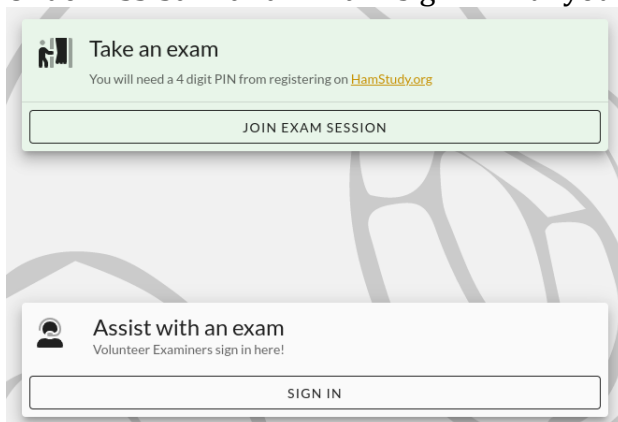 Take an exam
You will need a 4 digit PIN from registering on HamStudy.org
JOIN EXAM SESSION
Assist with an exam
Volunteer Examiners sign in here!
SIGN IN